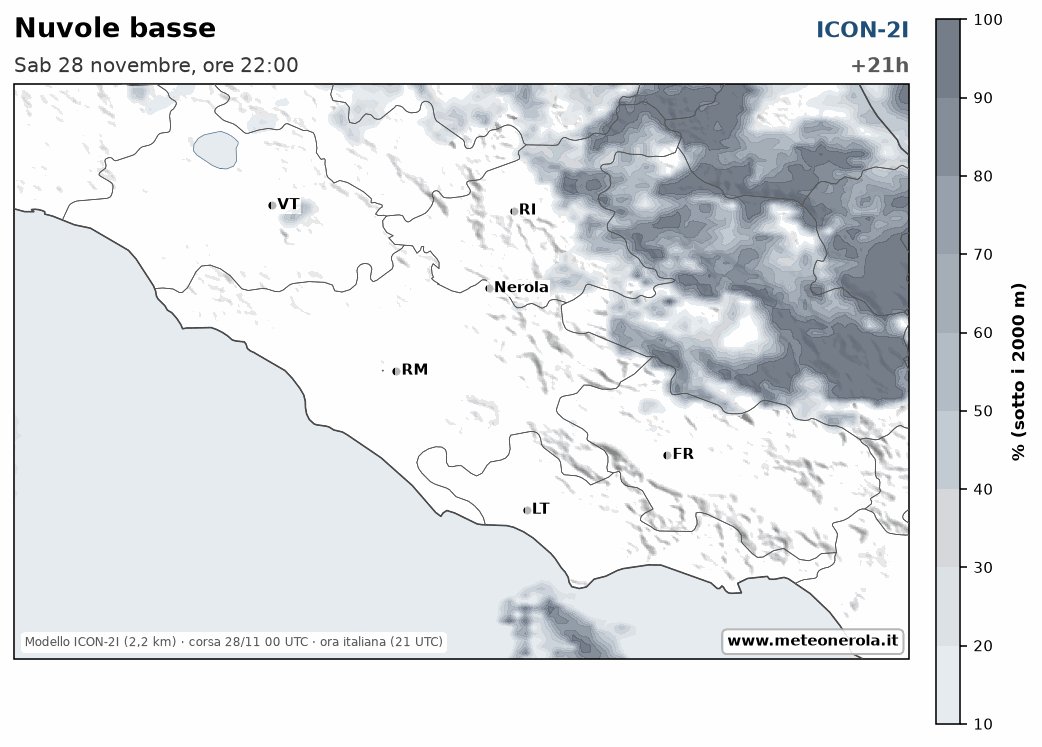 Nuvole basse
ICON-2I
Sab 28 novembre, ore 22:00
+21h
100
90
80
70
60
50
40
30
20
10
% (sotto i 2000 m)
VT
RI
Nerola
RM
FR
LT
Modello ICON-2I (2,2 km) · corsa 28/11 00 UTC · ora italiana (21 UTC)
www.meteonerola.it